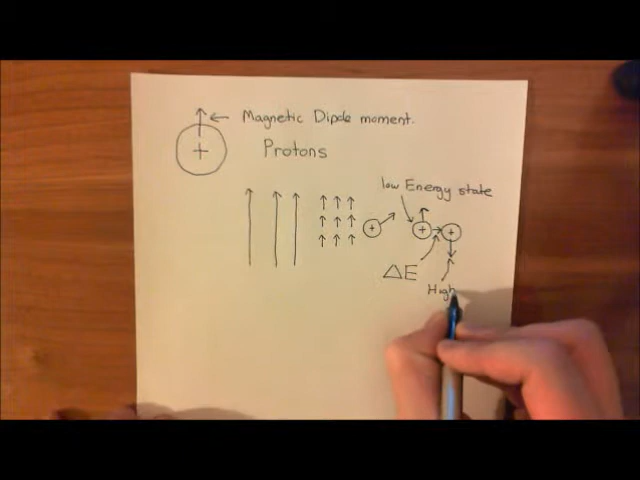 Magnetic Dipole moment.
+
Protons
low Energy state
+
+
+
ΔE
High